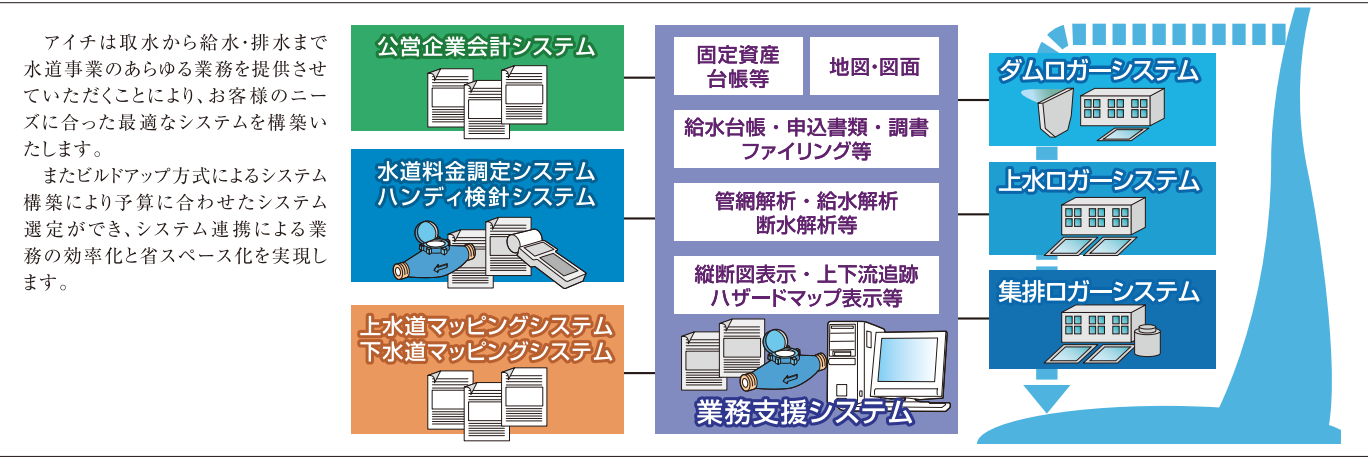 アイチは取水から給水・排水まで
水道事業のあらゆる業務を提供させ
ていただくことにより、お客様のニー
ズに合った最適なシステムを構築い
たします。
またビルドアップ方式によるシステム
構築により予算に合わせたシステム
選定ができ、システム連携による業
務の効率化と省スペース化を実現し
ます。
公営企業会計システム
水道料金調定システム
ハンディ検針システム
上水道マッピングシステム
下水道マッピングシステム
固定資産
台帳等
地図・図面
給水台帳・申込書類・調書
ファイリング等
管網解析・給水解析
断水解析等
縦断図表示・上下流追跡
ハザードマップ表示等
業務支援システム
ダムロガーシステム
上水ロガーシステム
集排ロガーシステム